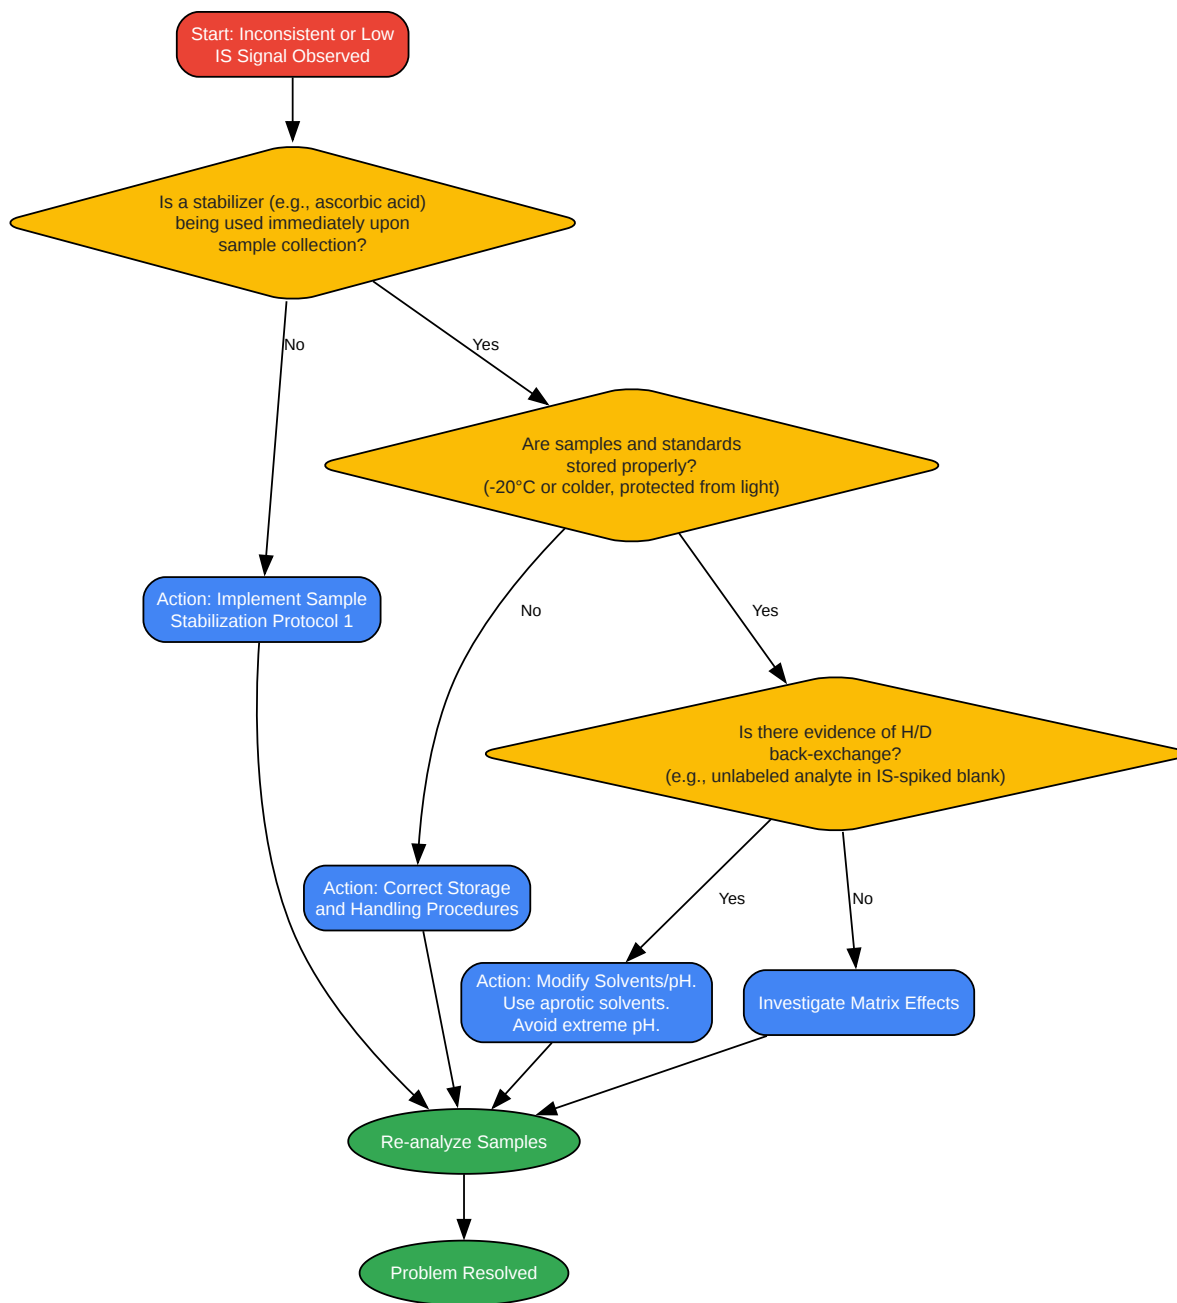 Start: Inconsistent or Low
IS Signal Observed
Is a stabilizer (e.g., ascorbic acid)
being used immediately upon
sample collection?
No
Yes
Are samples and standards
stored properly?
(-20°C or colder, protected from light)
Action: Implement Sample
Stabilization Protocol 1
No
Yes
Is there evidence of H/D
back-exchange?
(e.g., unlabeled analyte in IS-spiked blank)
Action: Correct Storage
and Handling Procedures
Yes
No
Action: Modify Solvents/pH.
Use aprotic solvents.
Avoid extreme pH.
Investigate Matrix Effects
Re-analyze Samples
Problem Resolved